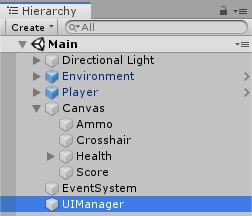 Hierarchy
Create All
Main
Directional Light
Environment
Player
Canvas
Ammo
Crosshair
Health
Score
EventSystem
UIManager